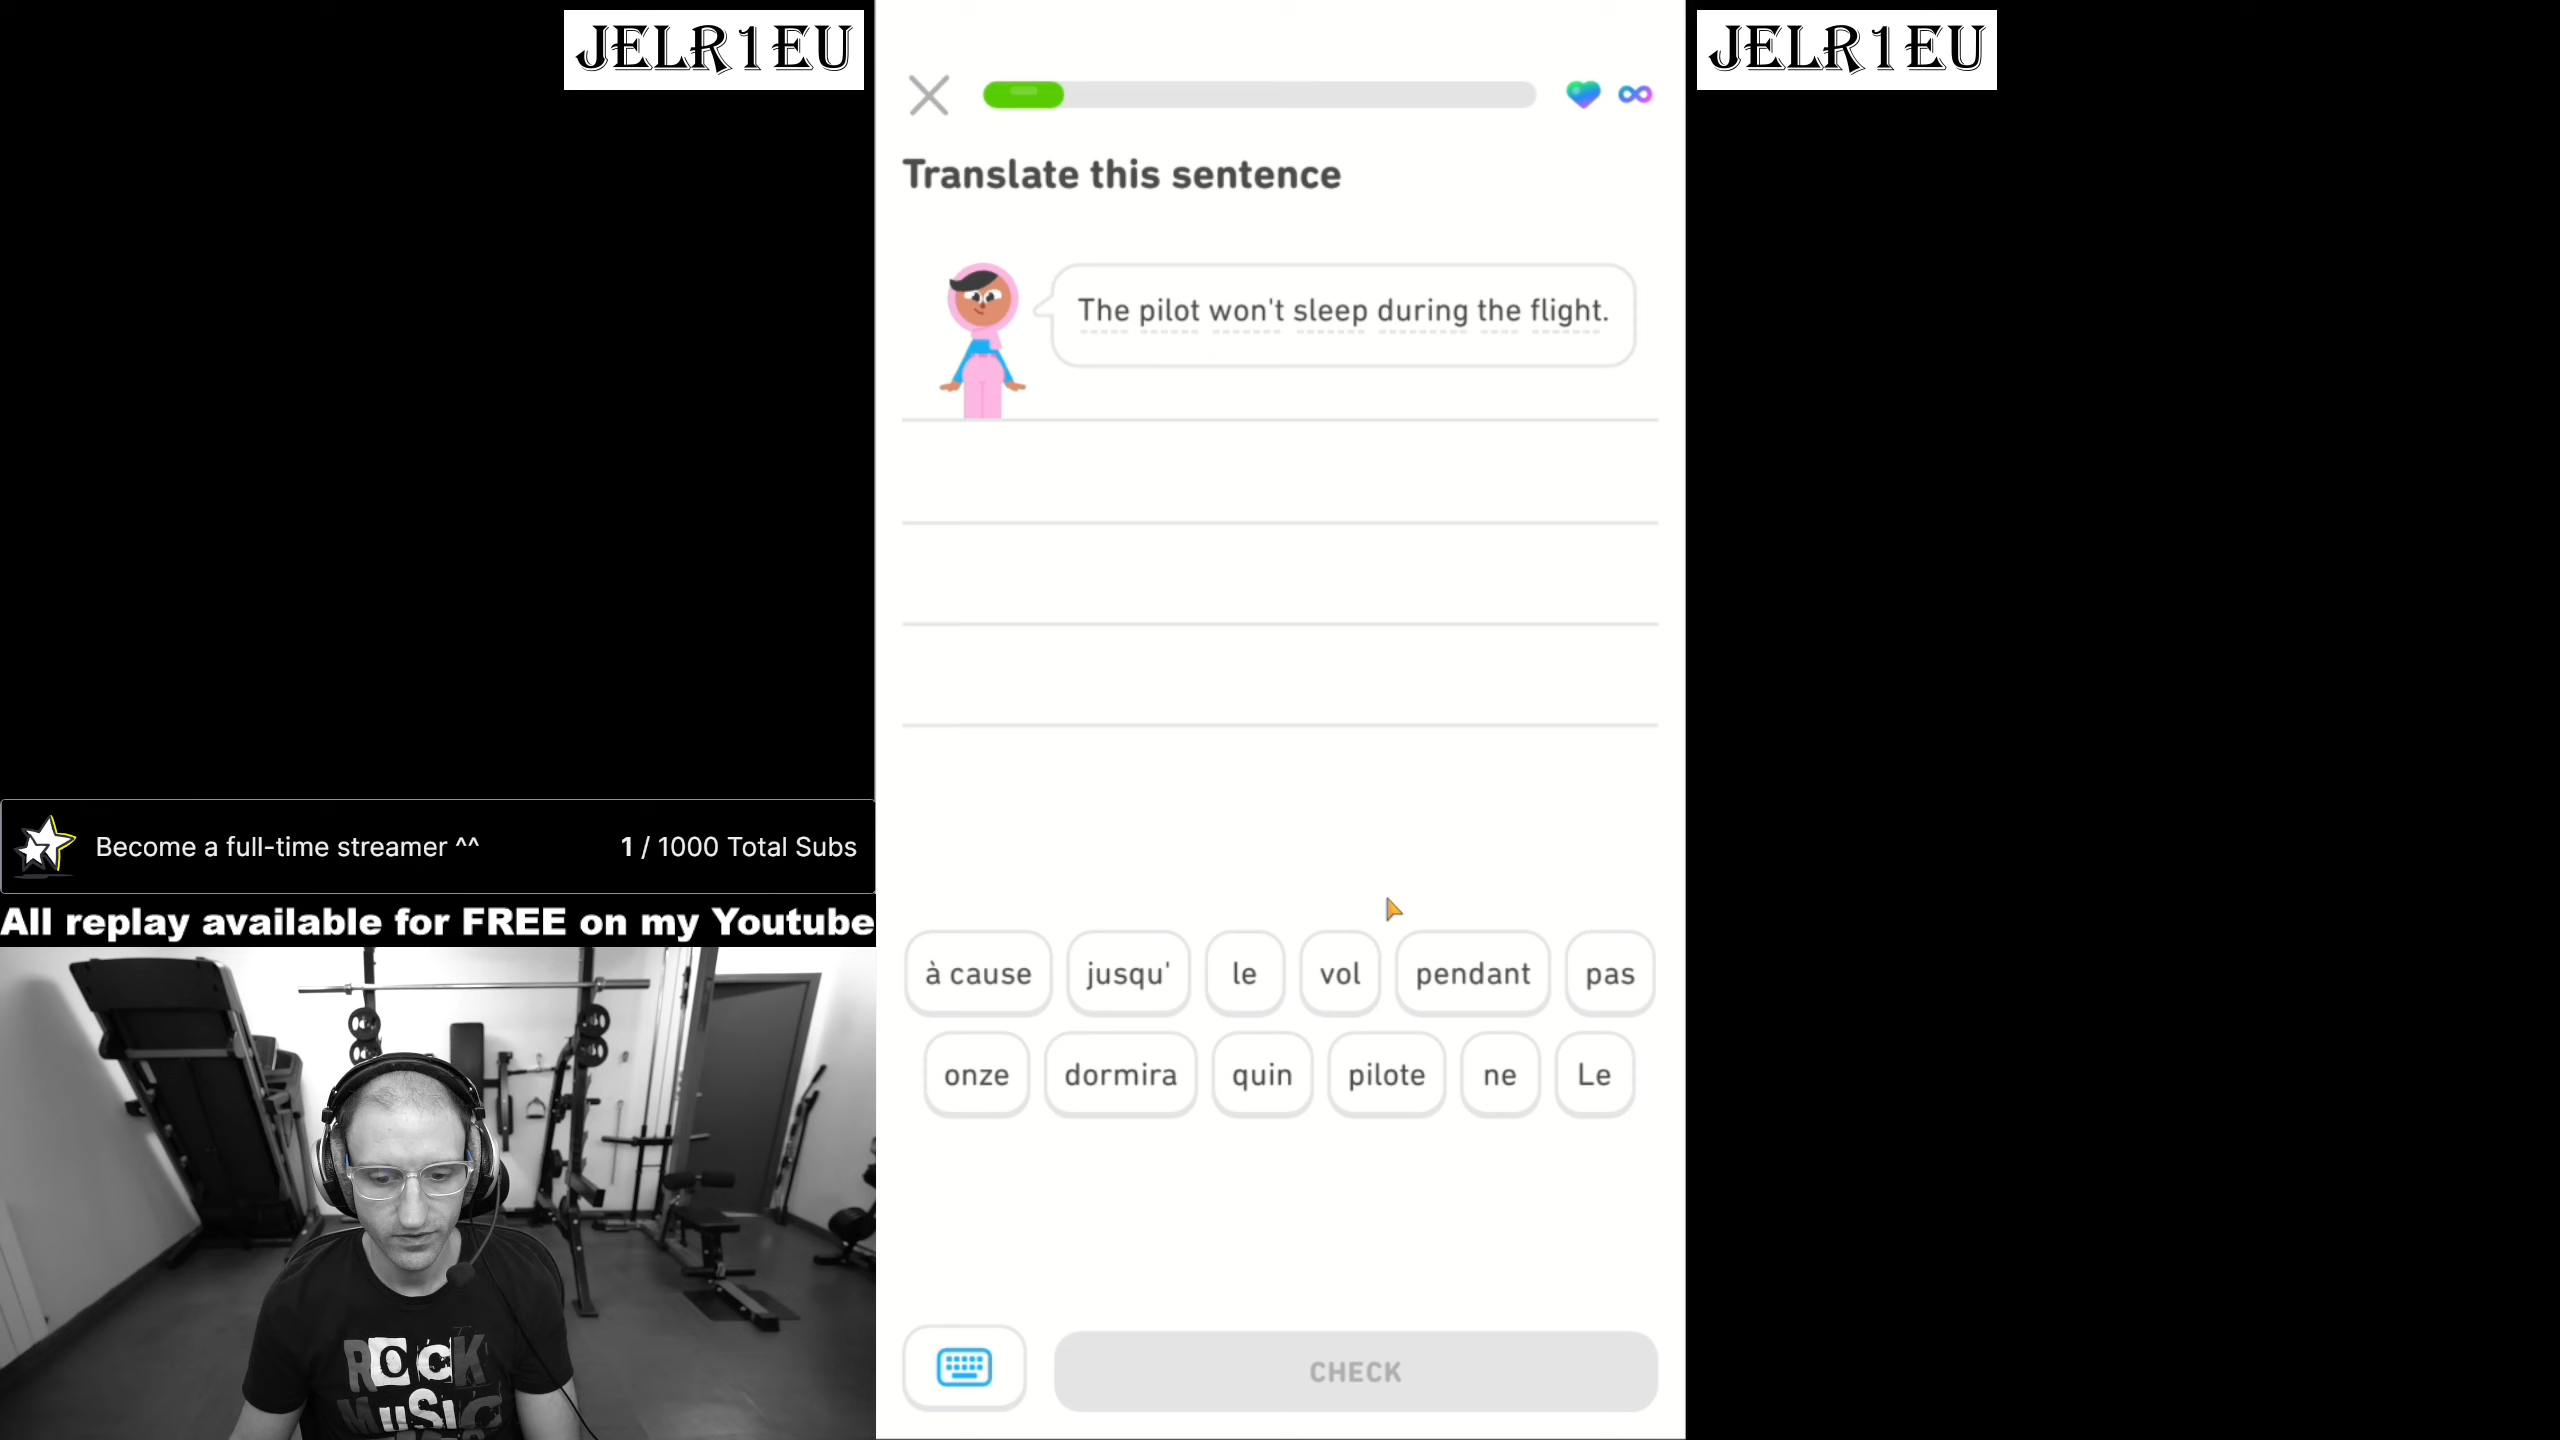 JELR1EU
JELR1EU
Translate this sentence
The pilot won't sleep during the flight.
à cause jusqu' le vol pendant pas
onze dormira quin pilote ne Le
CHECK
Become a full-time streamer ^^ 1 / 1000 Total Subs
All replay available for FREE on my Youtube
ROCK
MUSIC